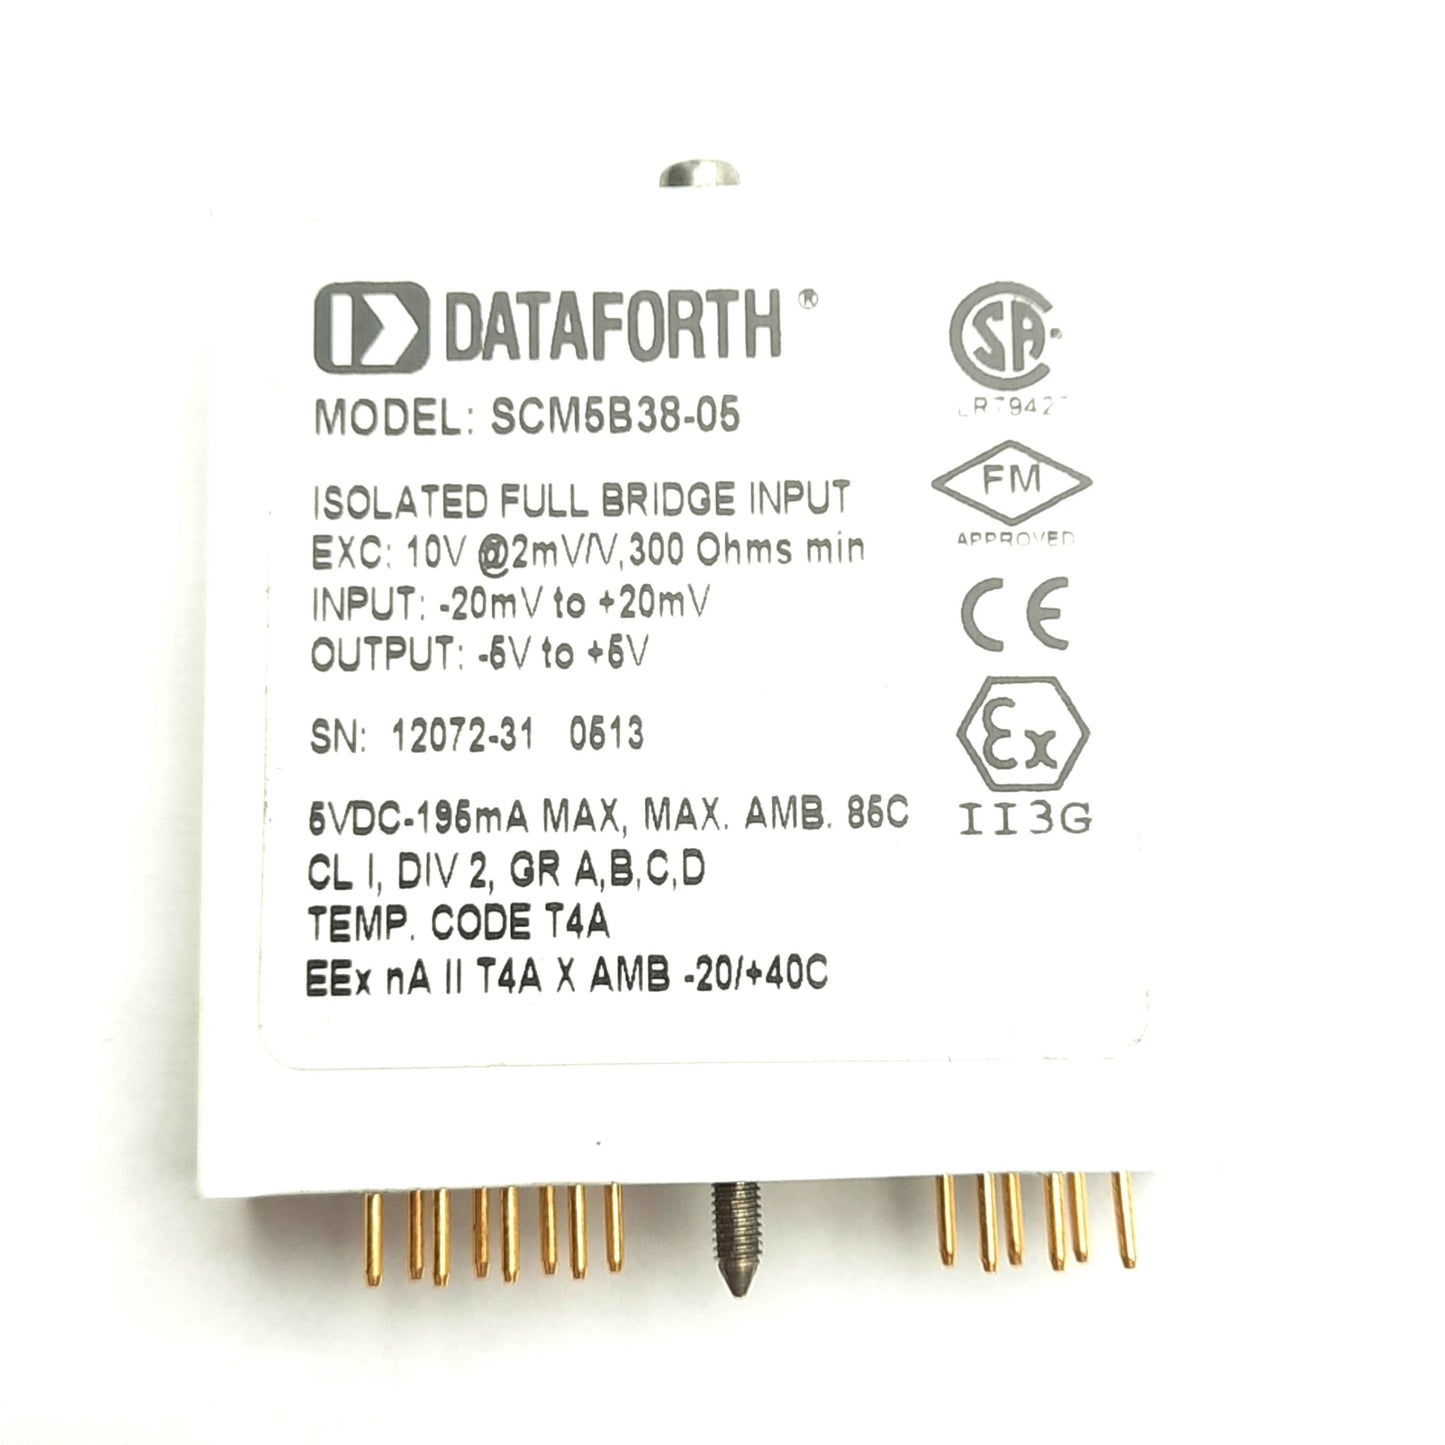 DATAFORTH®
MODEL: SCM5B38-05
ISOLATED FULL BRIDGE INPUT
EXC: 10V @2mV/V,300 Ohms min
INPUT: -20mV to +20mV
OUTPUT: -5V to +5V
SN: 12072-31 0513
5VDC-195mA MAX, MAX. AMB. 85C
CL I, DIV 2, GR A,B,C,D
TEMP. CODE T4A
EEx nA II T4A X AMB -20/+40C
SA
FM
APPROVED
CE
Ex
II3G